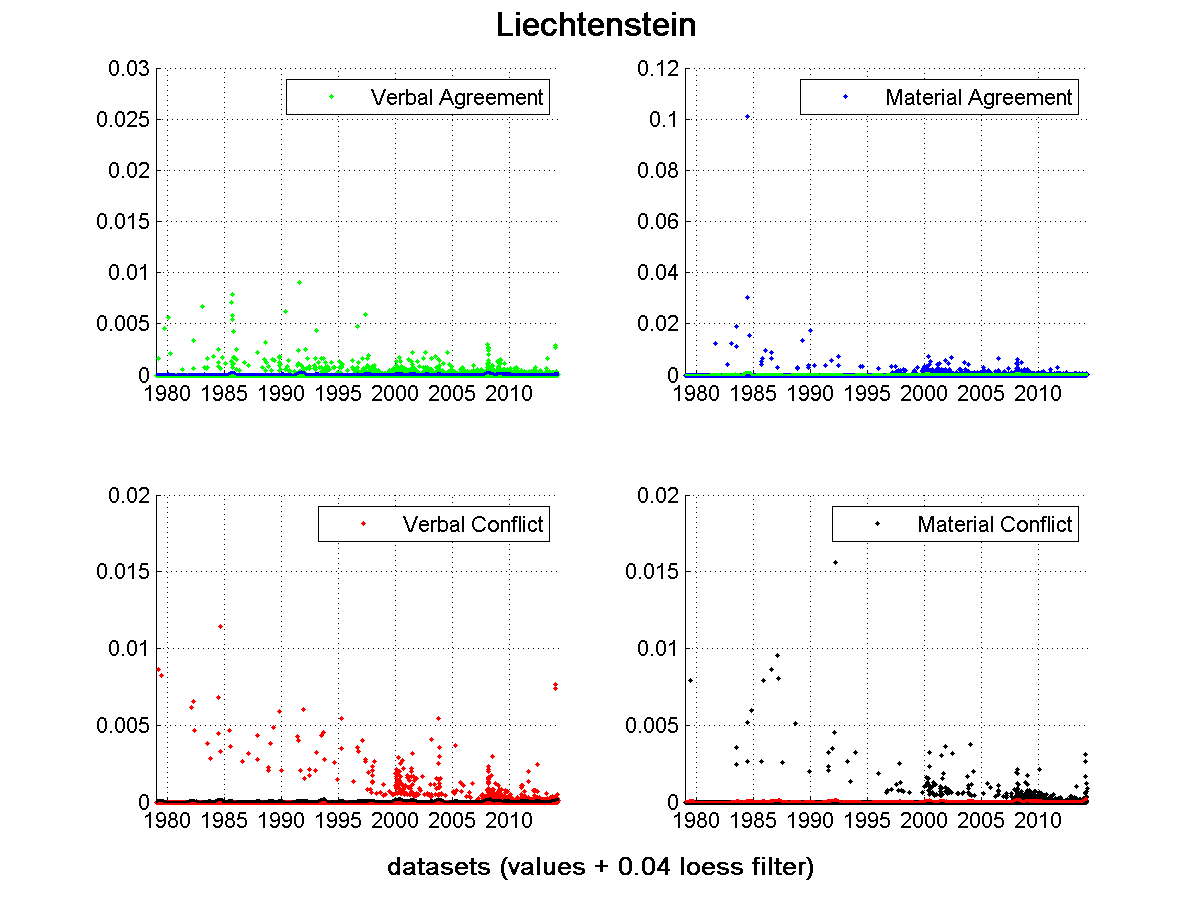 Liechtenstein
0.03
0.025
0.02
0.015
0.01
0.005
0
1980 1985 1990 1995 2000 2005 2010
Verbal Agreement
0.12
0.1
0.08
0.06
0.04
0.02
0
1980 1985 1990 1995 2000 2005 2010
Material Agreement
0.02
0.015
0.01
0.005
0
1980 1985 1990 1995 2000 2005 2010
Verbal Conflict
0.02
0.015
0.01
0.005
0
1980 1985 1990 1995 2000 2005 2010
Material Conflict
datasets (values + 0.04 loess filter)